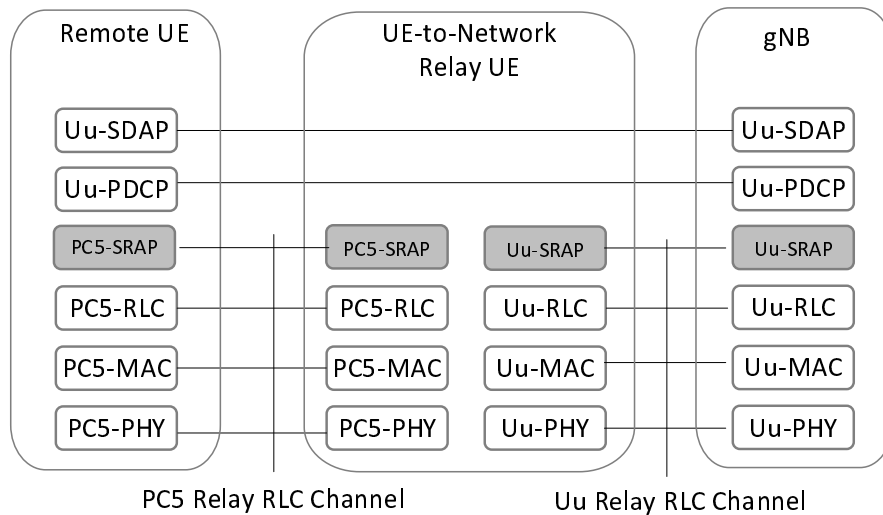 Remote UE
UE-to-Network
Relay UE
gNB
Uu-SDAP
Uu-SDAP
Uu-PDCP
Uu-PDCP
PC5-SRAP
PC5-SRAP
Uu-SRAP
Uu-SRAP
PC5-RLC
PC5-RLC
Uu-RLC
Uu-RLC
PC5-MAC
PC5-MAC
Uu-MAC
Uu-MAC
PC5-PHY
PC5-PHY
Uu-PHY
Uu-PHY
PC5 Relay RLC Channel
Uu Relay RLC Channel